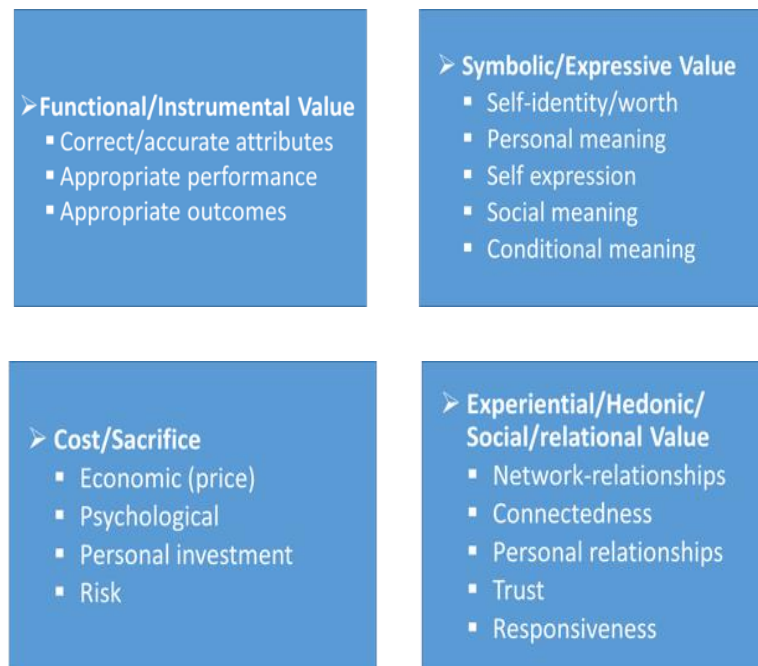 ➢Functional/Instrumental Value
▪ Correct/accurate attributes
▪ Appropriate performance
▪ Appropriate outcomes
➢ Symbolic/Expressive Value
▪ Self-identity/worth
▪ Personal meaning
▪ Self expression
▪ Social meaning
▪ Conditional meaning
➢ Cost/Sacrifice
▪ Economic (price)
▪ Psychological
▪ Personal investment
▪ Risk
➢ Experiential/Hedonic/
Social/relational Value
▪ Network-relationships
▪ Connectedness
▪ Personal relationships
▪ Trust
▪ Responsiveness